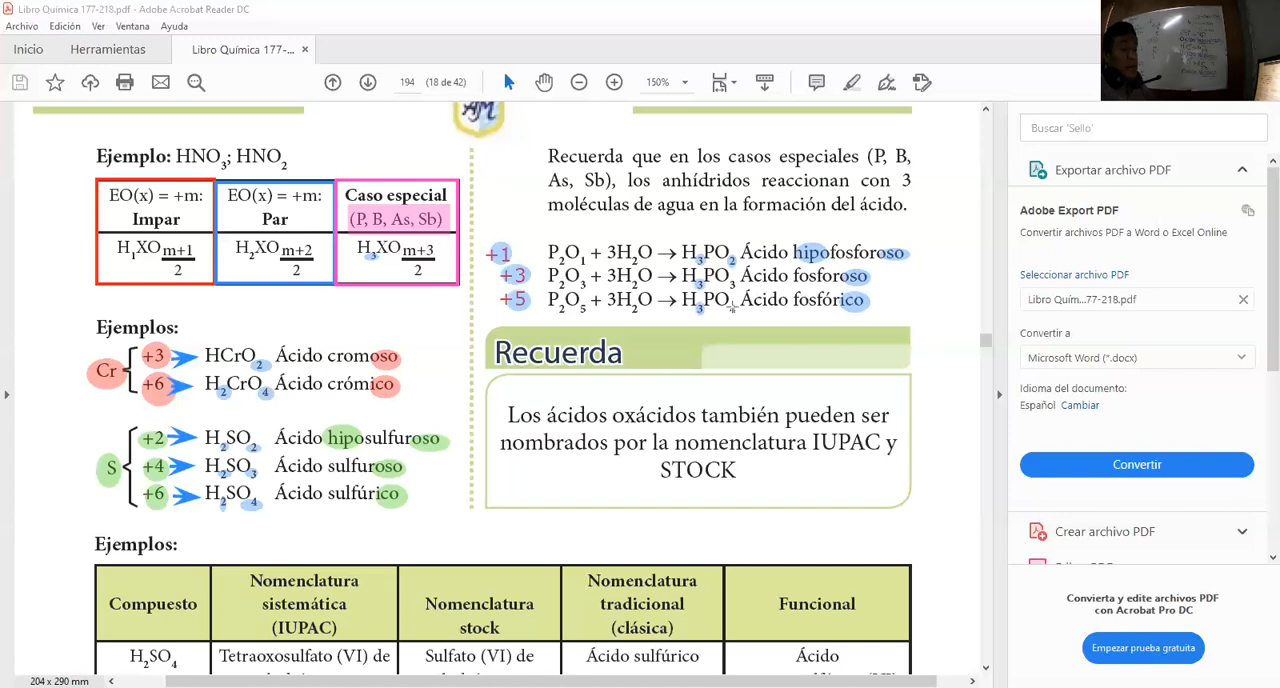 Libro Química 177-218.pdf - Adobe Acrobat Reader DC
Archivo Edición Ver Ventana Ayuda
Inicio Herramientas Libro Química 177-... ×
194 (18 de 42) 150%
AM
Ejemplo: HNO₃; HNO₂
EO(x) = +m: Impar
EO(x) = +m: Par
Caso especial (P, B, As, Sb)
H₁XO m+1/2
H₂XO m+2/2
H₃XO m+3/2
Ejemplos:
Cr
+3 HCrO₂ Ácido cromoso
+6 H₂CrO₄ Ácido crómico
S
+2 H₂SO₂ Ácido hiposulfuroso
+4 H₂SO₃ Ácido sulfuroso
+6 H₂SO₄ Ácido sulfúrico
Recuerda que en los casos especiales (P, B,
As, Sb), los anhídridos reaccionan con 3
moléculas de agua en la formación del ácido.
+1 P₂O₁ + 3H₂O → H₃PO₂ Ácido hipofosforoso
+3 P₂O₃ + 3H₂O → H₃PO₃ Ácido fosforoso
+5 P₂O₅ + 3H₂O → H₃PO₄ Ácido fosfórico
Recuerda
Los ácidos oxácidos también pueden ser
nombrados por la nomenclatura IUPAC y
STOCK
Ejemplos:
Compuesto
Nomenclatura
sistemática
(IUPAC)
Nomenclatura
stock
Nomenclatura
tradicional
(clásica)
Funcional
H₂SO₄
Tetraoxosulfato (VI) de
Sulfato (VI) de
Ácido sulfúrico
Ácido
204 x 290 mm
Buscar 'Sello'
Exportar archivo PDF
Adobe Export PDF
Convertir archivos PDF a Word o Excel Online
Seleccionar archivo PDF
Libro Quím...77-218.pdf
Convertir a
Microsoft Word (*.docx)
Idioma del documento:
Español Cambiar
Convertir
Crear archivo PDF
Convierta y edite archivos PDF
con Acrobat Pro DC
Empezar prueba gratuita